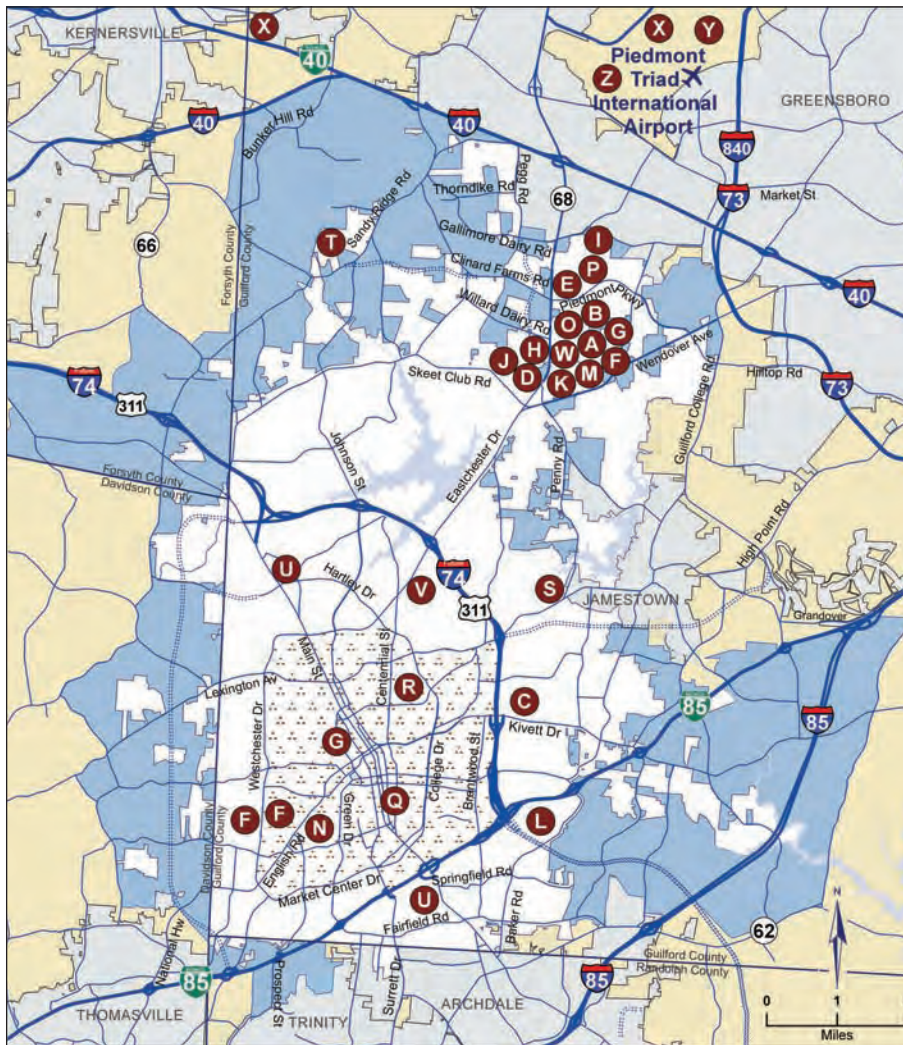 KERNERSVILLE
X
40
X
Y
Piedmont
Triad
Z
International
Airport
GREENSBORO
40
Bunker Hill Rd
40
840
Thorndike Rd
Pegg Rd
68
73
Market St
66
Forsyth County
Guilford County
T
Sandy Ridge Rd
Gallimore Dairy Rd
I
Clinard Farms Rd
P
E
Piedmont Pkwy
40
Willard Dairy Rd
O
B
G
J
H
W
A
F
Wendover Ave
D
K
M
Skeet Club Rd
Guilford College Rd
Hilltop Rd
73
74
311
Johnson St
Eastchester Dr
Penny Rd
Forsyth County
Davidson County
High Point Rd
U
Hartley Dr
V
74
311
S
JAMESTOWN
Grandover
Main St
Centennial St
Lexington Av
R
C
85
85
Westchester Dr
G
Kivett Dr
College Dr
Brentwood St
Q
F
F
N
Green Dr
L
Davidson County
Guilford County
English Rd
Market Center Dr
Springfield Rd
U
Fairfield Rd
Baker Rd
62
N
National Hw
85
Prospect St
Surrett Dr
Guilford County
Randolph County
85
THOMASVILLE
TRINITY
ARCHDALE
0 1
Miles